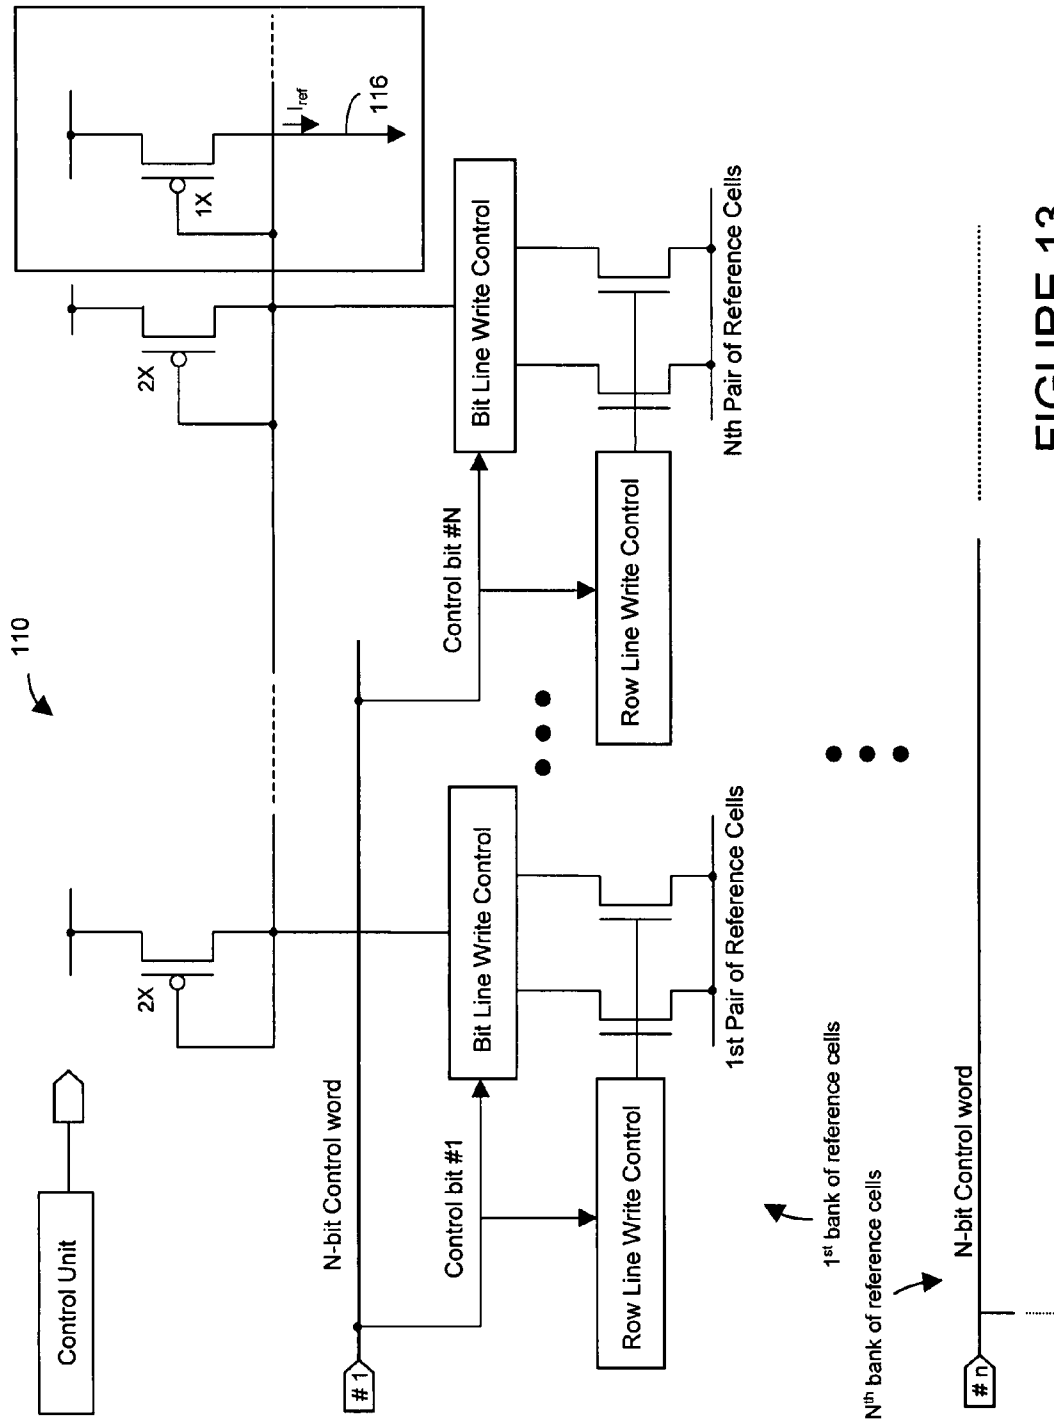 110
Control Unit
2X
2X
1X
I_ref
116
# 1
N-bit Control word
Control bit #1
Bit Line Write Control
Row Line Write Control
1st Pair of Reference Cells
Control bit #N
Bit Line Write Control
Row Line Write Control
Nth Pair of Reference Cells
1st bank of reference cells
Nth bank of reference cells
# n
N-bit Control word
FIGURE 13